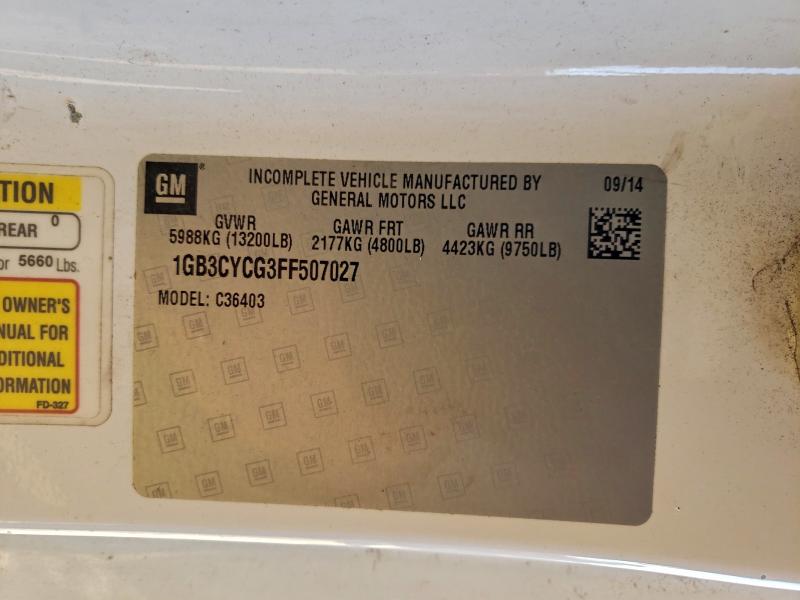 TION
REAR 0
or 5660 Lbs.
OWNER'S
NUAL FOR
DITIONAL
ORMATION
FD-327
GM ®
INCOMPLETE VEHICLE MANUFACTURED BY
GENERAL MOTORS LLC
09/14
GVWR GAWR FRT GAWR RR
5988KG (13200LB) 2177KG (4800LB) 4423KG (9750LB)
1GB3CYCG3FF507027
MODEL: C36403